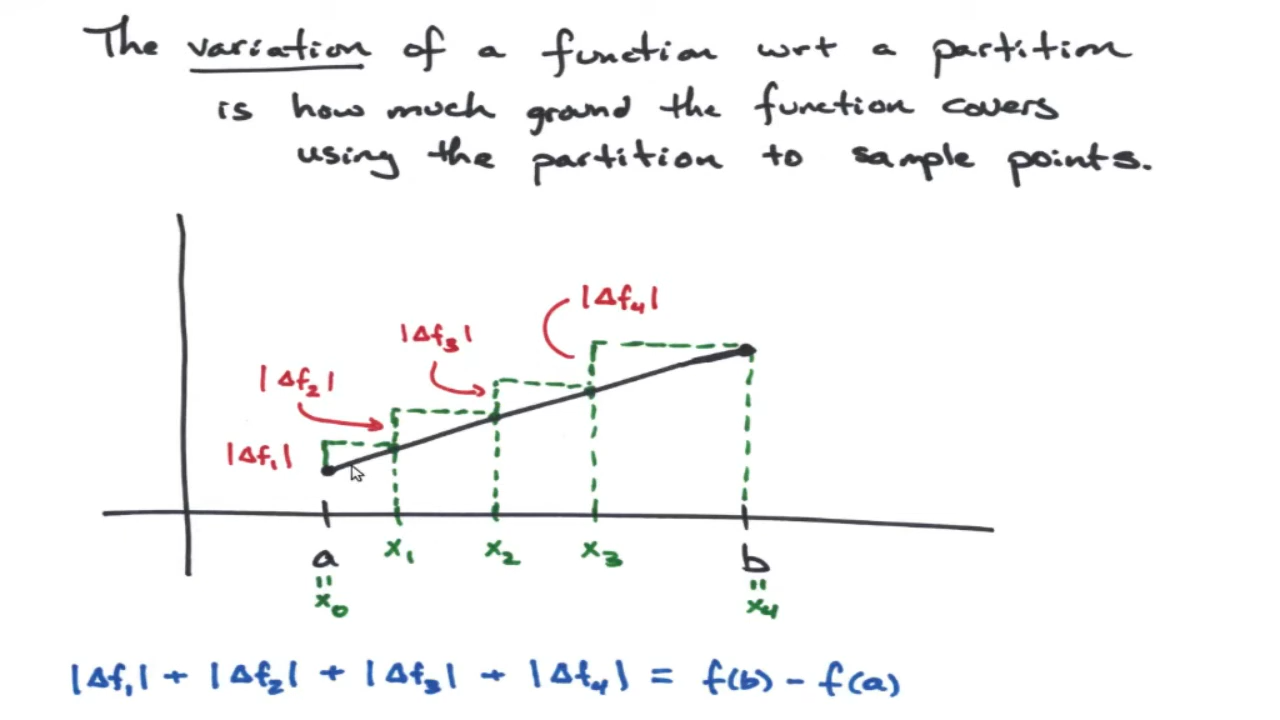 The variation of a function wrt a partition
is how much ground the function covers
using the partition to sample points.
|Δf₄|
|Δf₃|
|Δf₂|
|Δf₁|
a x₁ x₂ x₃ b
= =
x₀ x₄
|Δf₁| + |Δf₂| + |Δf₃| + |Δf₄| = f(b) - f(a)